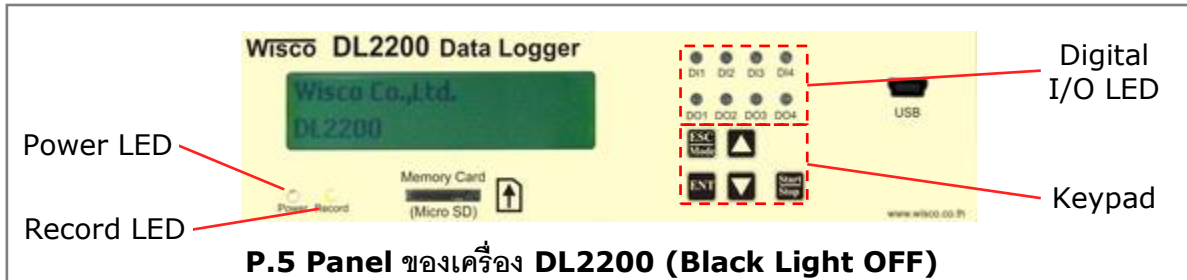 Wisco DL2200 Data Logger
Wisco Co.,Ltd.
DL2200
DI1 DI2 DI3 DI4
DO1 DO2 DO3 DO4
USB
Digital
I/O LED
ESC
Mode
ENT
Start
Stop
Keypad
Power LED
Record LED
Power Record
Memory Card
(Micro SD)
www.wisco.co.th
P.5 Panel ของเครื่อง DL2200 (Black Light OFF)